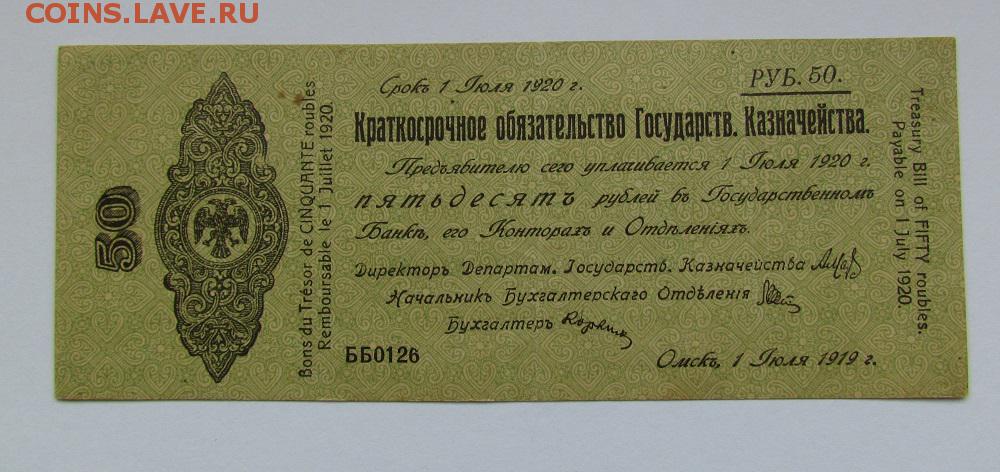 COINS.LAVE.RU
50
Bons du Trésor de CINQUANTE roubles
Remboursable le 1 Juillet 1920.
Срокъ 1 Іюля 1920 г.
РУБ. 50.
Краткосрочное обязательство Государств. Казначейства.
Предъявителю сего уплачивается 1 Іюля 1920 г.
пятьдесятъ рублей въ Государственномъ
Банкѣ, его Конторахъ и Отдѣленіяхъ.
Директоръ Департам. Государств. Казначейства
Начальникъ Бухгалтерскаго Отдѣленія
Бухгалтеръ
ББ0126
Омскъ, 1 Іюля 1919 г.
Treasury Bill of FIFTY roubles.
Payable on 1 July 1920.